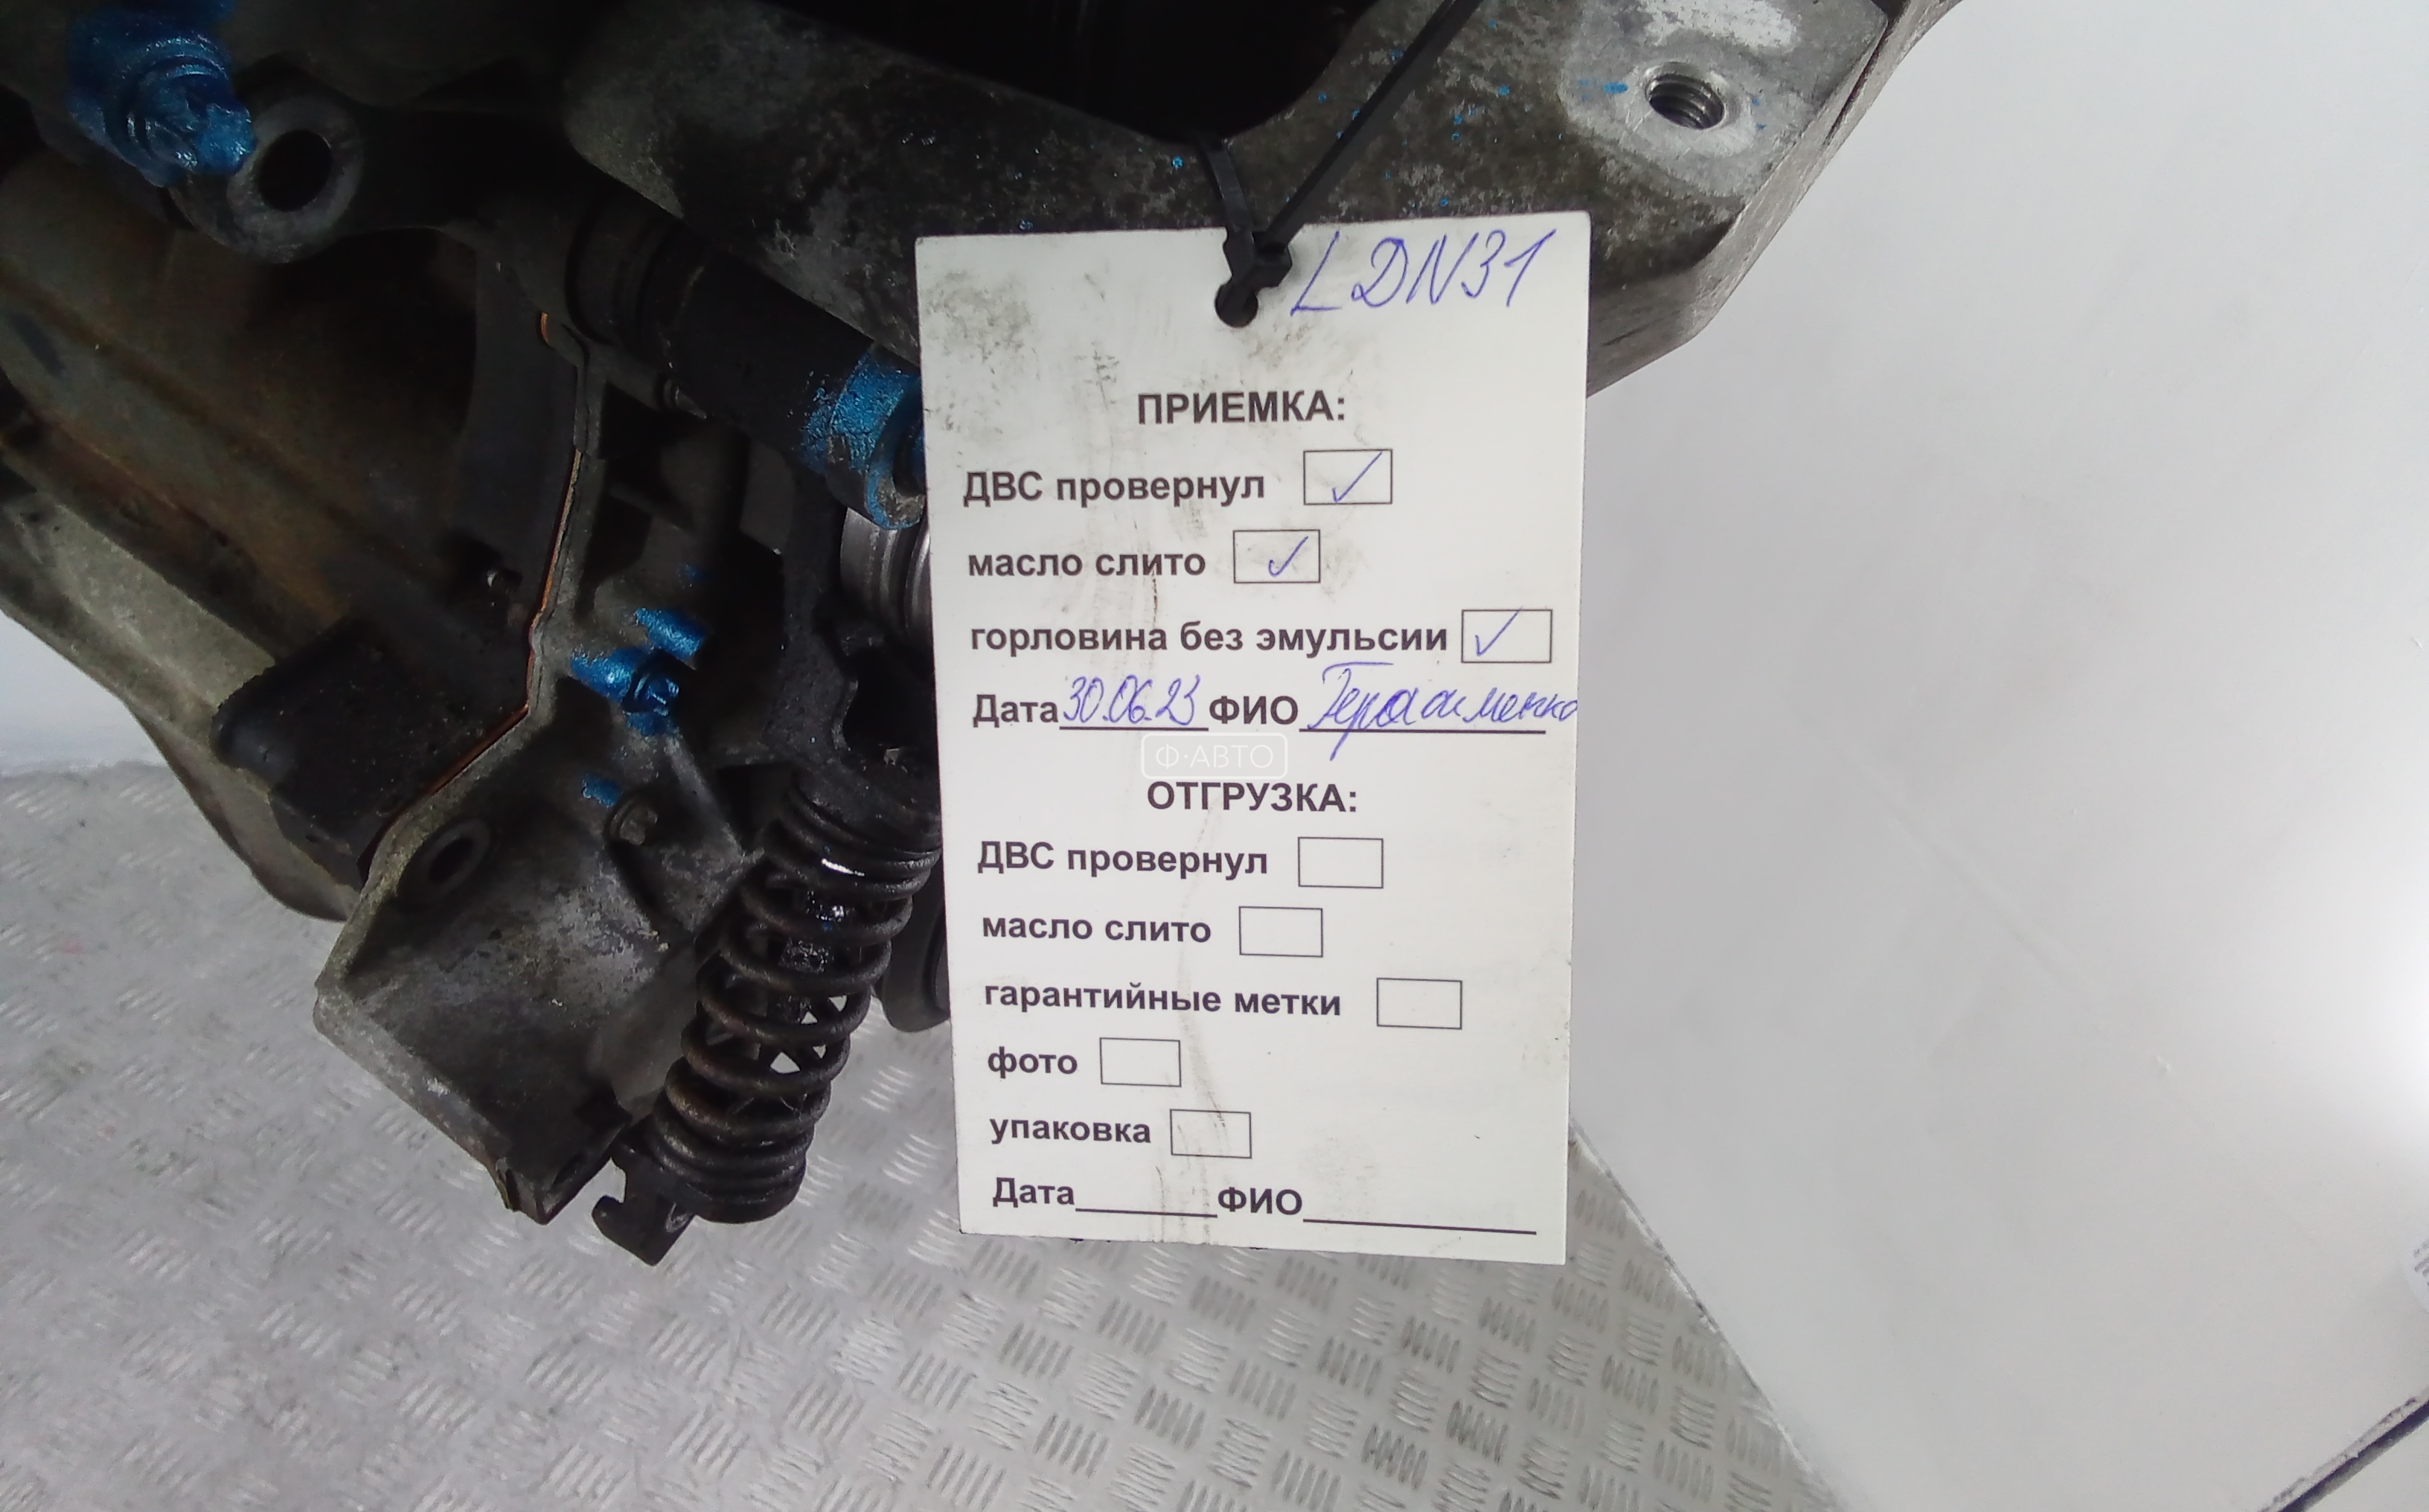 LDN31
ПРИЕМКА:
ДВС провернул
масло слито
горловина без эмульсии
Дата 30.06.23 ФИО Герасименко
Ф·АВТО
ОТГРУЗКА:
ДВС провернул
масло слито
гарантийные метки
фото
упаковка
Дата ФИО